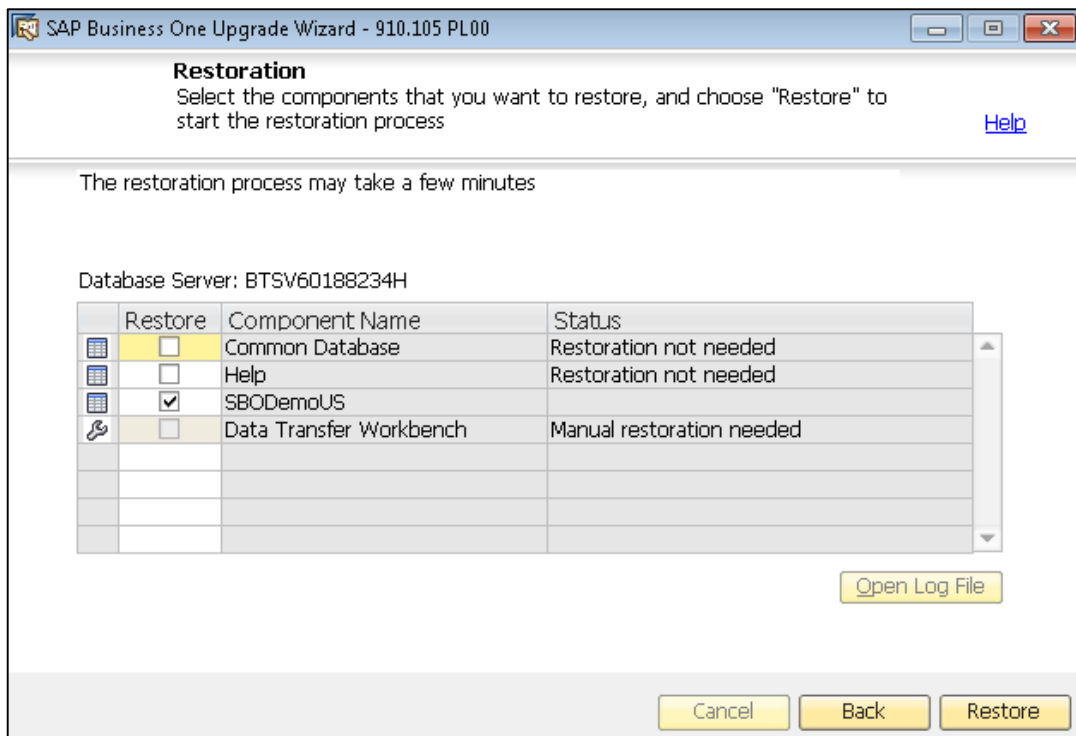 SAP Business One Upgrade Wizard - 910.105 PL00
Restoration
Select the components that you want to restore, and choose "Restore" to
start the restoration process
Help
The restoration process may take a few minutes
Database Server: BTSV60188234H
Restore Component Name Status
Common Database Restoration not needed
Help Restoration not needed
SBODemoUS
Data Transfer Workbench Manual restoration needed
Open Log File
Cancel Back Restore